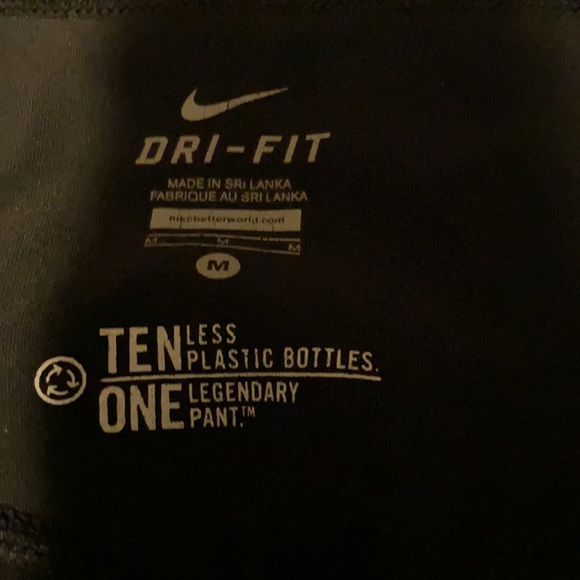 DRI-FIT
MADE IN SRI LANKA
FABRIQUE AU SRI LANKA
nikebetterworld.com
M M M
M
TEN LESS
PLASTIC BOTTLES.
ONE LEGENDARY
PANT.™